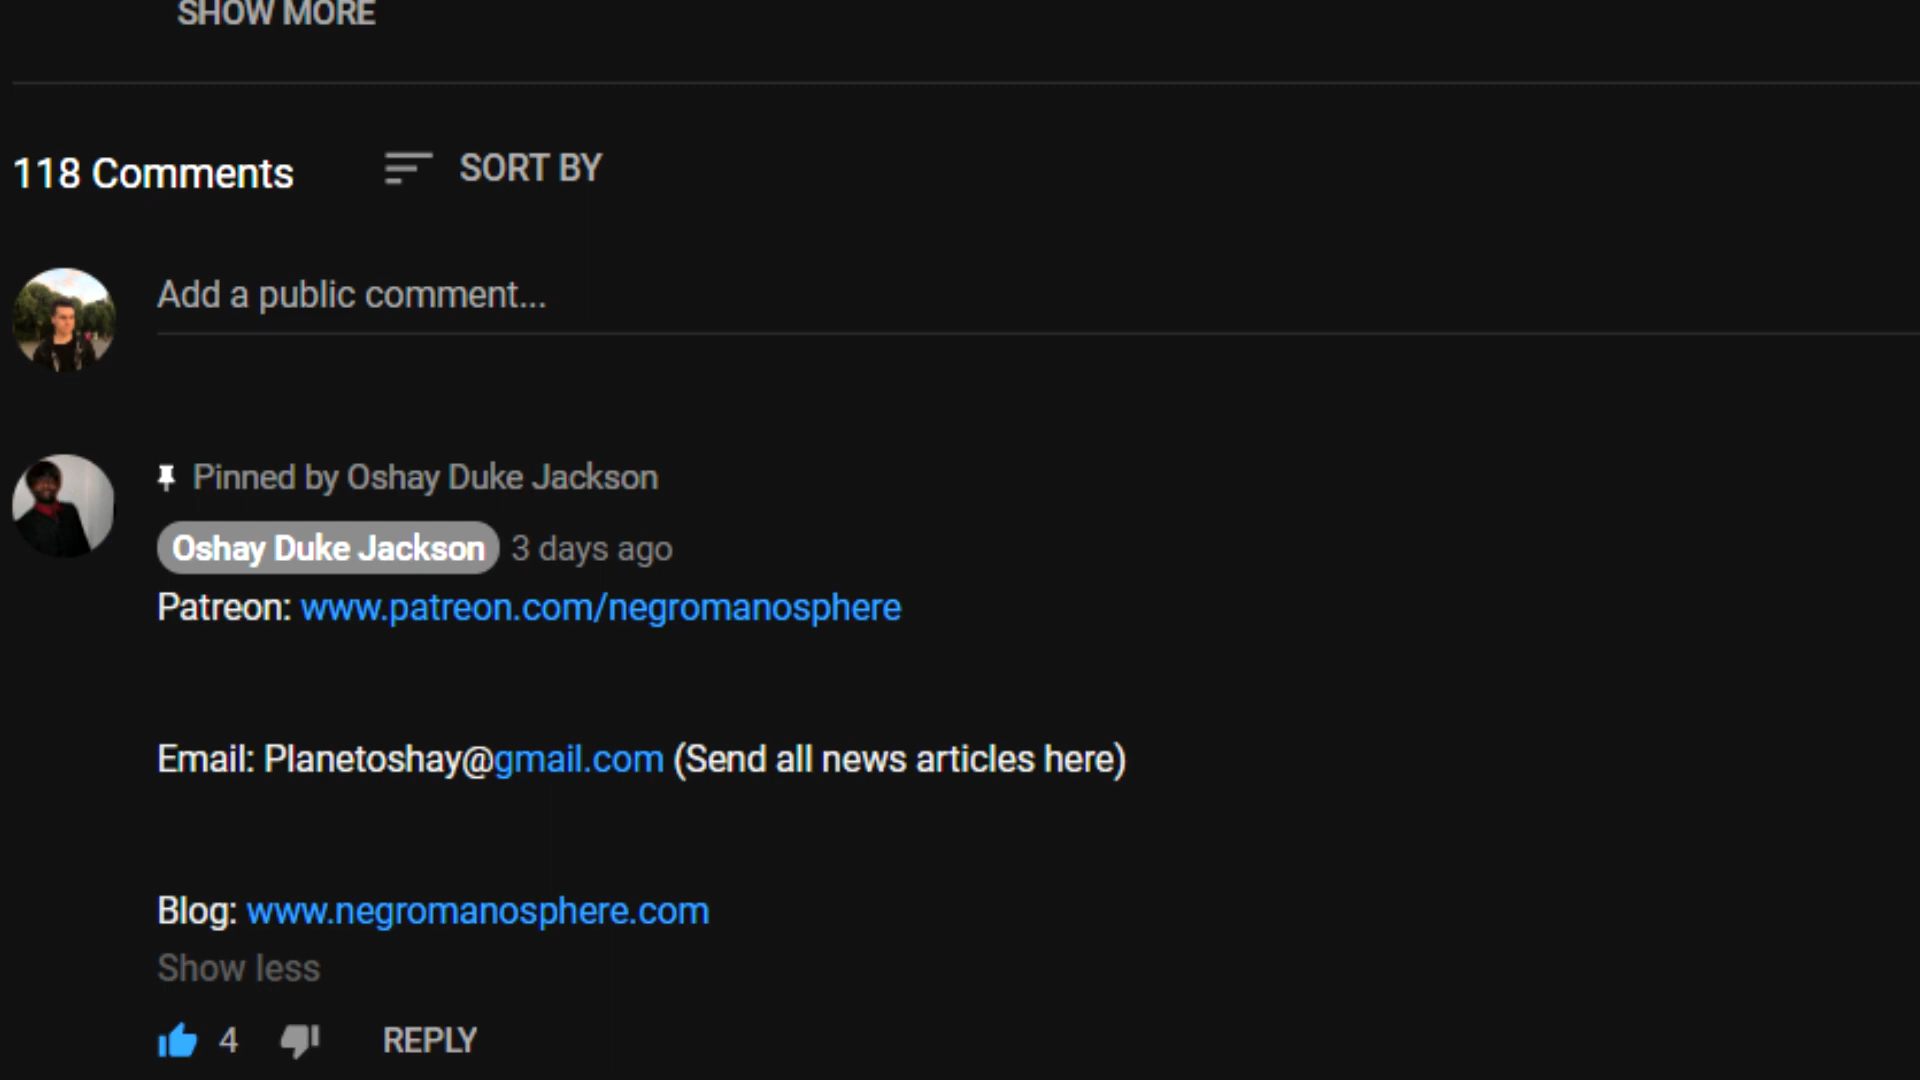 SHOW MORE
118 Comments
SORT BY
Add a public comment...
Pinned by Oshay Duke Jackson
Oshay Duke Jackson 3 days ago
Patreon: www.patreon.com/negromanosphere
Email: Planetoshay@gmail.com (Send all news articles here)
Blog: www.negromanosphere.com
Show less
4
REPLY